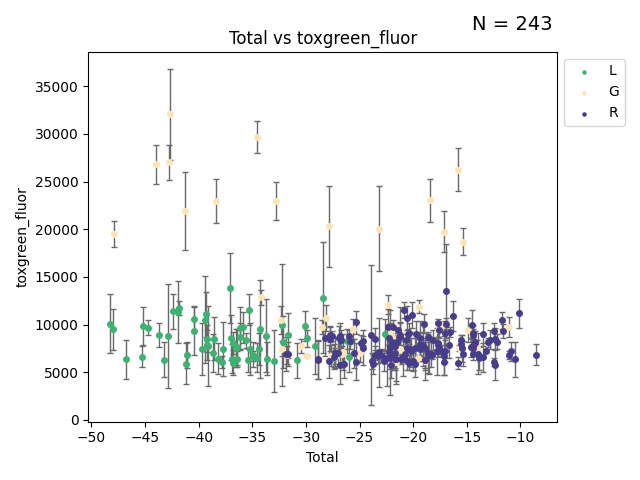 N = 243
Total vs toxgreen_fluor
L
G
R
toxgreen_fluor
35000
30000
25000
20000
15000
10000
5000
0
−50 −45 −40 −35 −30 −25 −20 −15 −10
Total